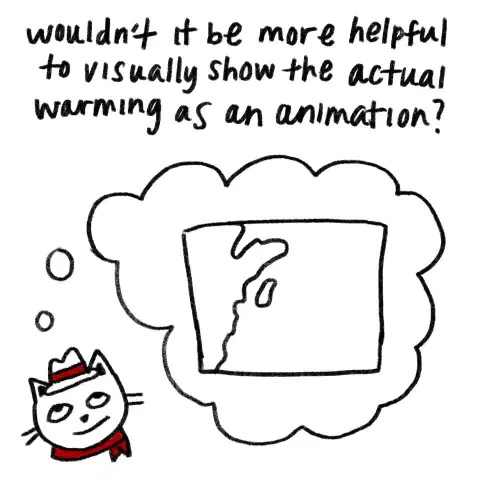 wouldn't it be more helpful
to visually show the actual
warming as an animation?